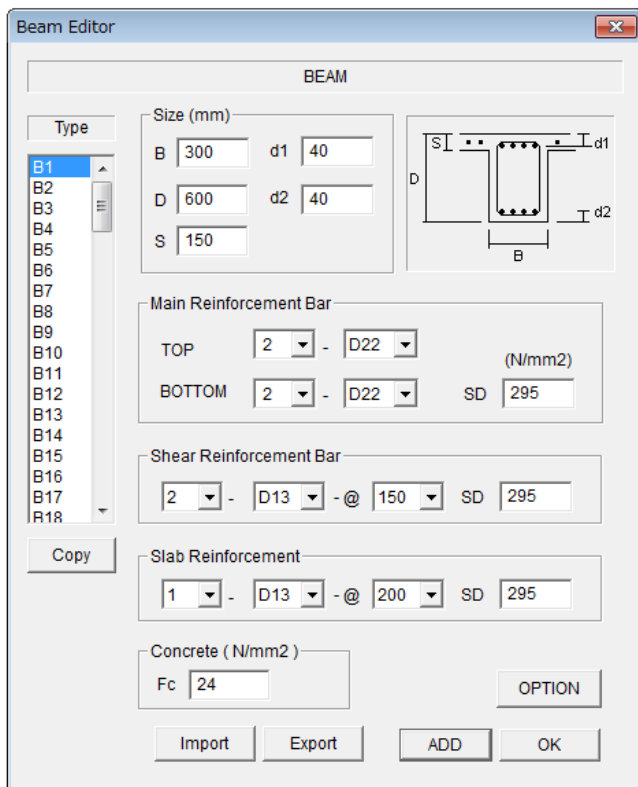 Beam Editor
BEAM
Type
B1
B2
B3
B4
B5
B6
B7
B8
B9
B10
B11
B12
B13
B14
B15
B16
B17
B18
Copy
Size (mm)
B 300 d1 40
D 600 d2 40
S 150
S d1
D
d2
B
Main Reinforcement Bar
TOP 2 - D22
(N/mm2)
BOTTOM 2 - D22 SD 295
Shear Reinforcement Bar
2 - D13 -@ 150 SD 295
Slab Reinforcement
1 - D13 -@ 200 SD 295
Concrete ( N/mm2 )
Fc 24
OPTION
Import Export ADD OK